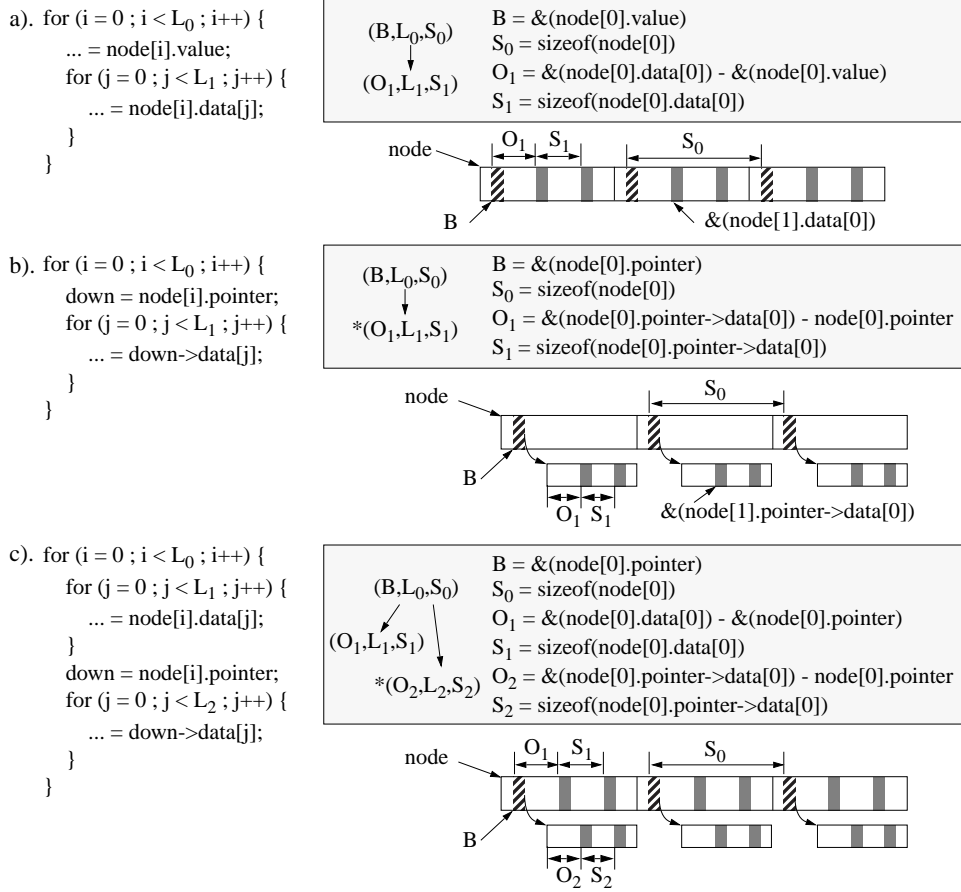 a). for (i = 0 ; i < L0 ; i++) {
... = node[i].value;
for (j = 0 ; j < L1 ; j++) {
... = node[i].data[j];
}
}
(B,L0,S0)
(O1,L1,S1)
B = &(node[0].value)
S0 = sizeof(node[0])
O1 = &(node[0].data[0]) - &(node[0].value)
S1 = sizeof(node[0].data[0])
node
O1
S1
S0
B
&(node[1].data[0])
b). for (i = 0 ; i < L0 ; i++) {
down = node[i].pointer;
for (j = 0 ; j < L1 ; j++) {
... = down->data[j];
}
}
(B,L0,S0)
*(O1,L1,S1)
B = &(node[0].pointer)
S0 = sizeof(node[0])
O1 = &(node[0].pointer->data[0]) - node[0].pointer
S1 = sizeof(node[0].pointer->data[0])
node
S0
B
O1
S1
&(node[1].pointer->data[0])
c). for (i = 0 ; i < L0 ; i++) {
for (j = 0 ; j < L1 ; j++) {
... = node[i].data[j];
}
down = node[i].pointer;
for (j = 0 ; j < L2 ; j++) {
... = down->data[j];
}
}
(B,L0,S0)
(O1,L1,S1)
*(O2,L2,S2)
B = &(node[0].pointer)
S0 = sizeof(node[0])
O1 = &(node[0].data[0]) - &(node[0].pointer)
S1 = sizeof(node[0].data[0])
O2 = &(node[0].pointer->data[0]) - node[0].pointer
S2 = sizeof(node[0].pointer->data[0])
node
O1
S1
S0
B
O2
S2